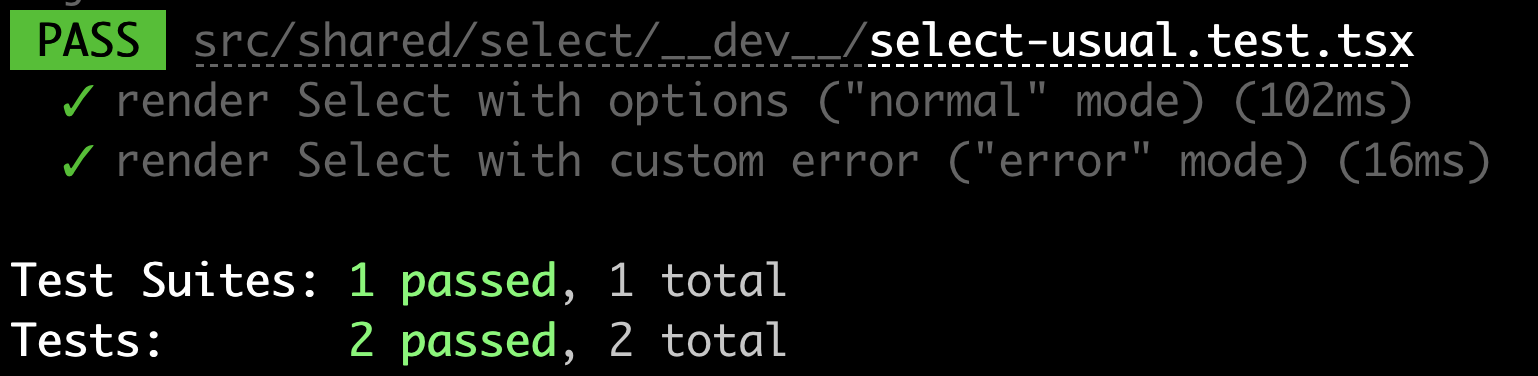 PASS src/shared/select/__dev__/select-usual.test.tsx
✓ render Select with options ("normal" mode) (102ms)
✓ render Select with custom error ("error" mode) (16ms)
Test Suites: 1 passed, 1 total
Tests: 2 passed, 2 total